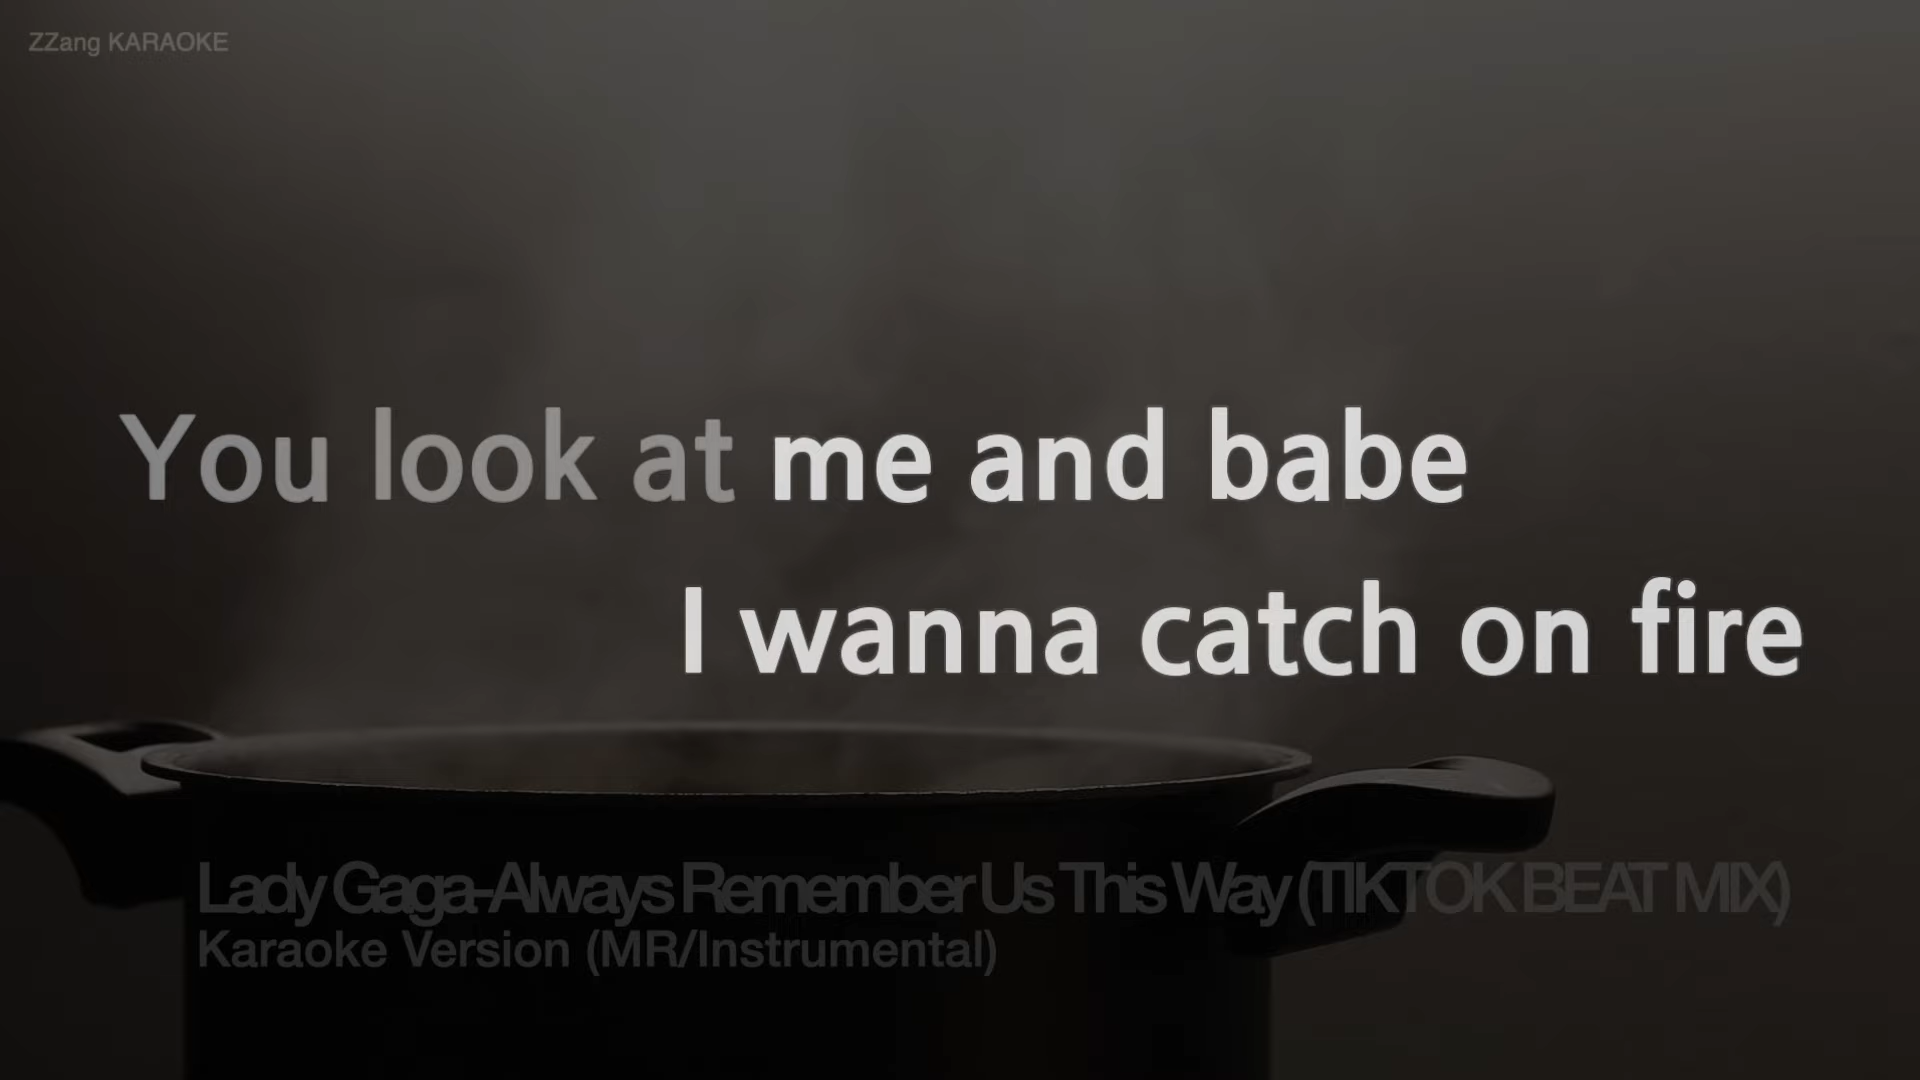 ZZang KARAOKE
You look at me and babe
I wanna catch on fire
Lady Gaga-Always Remember Us This Way (TIKTOK BEAT MIX)
Karaoke Version (MR/Instrumental)